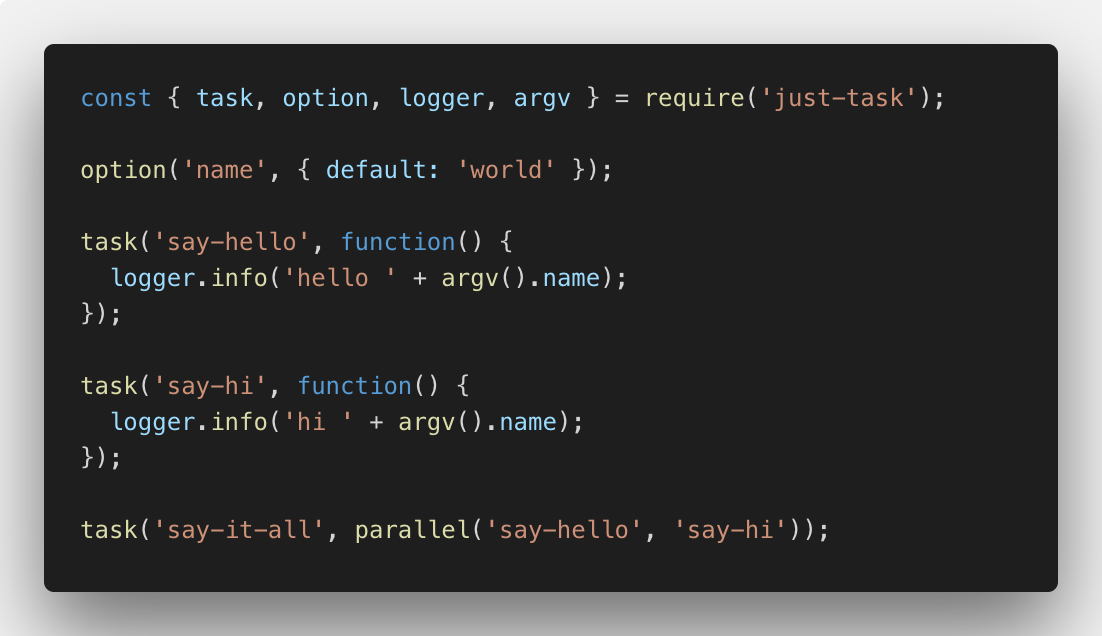 const { task, option, logger, argv } = require('just-task');
option('name', { default: 'world' });
task('say-hello', function() {
  logger.info('hello ' + argv().name);
});
task('say-hi', function() {
  logger.info('hi ' + argv().name);
});
task('say-it-all', parallel('say-hello', 'say-hi'));